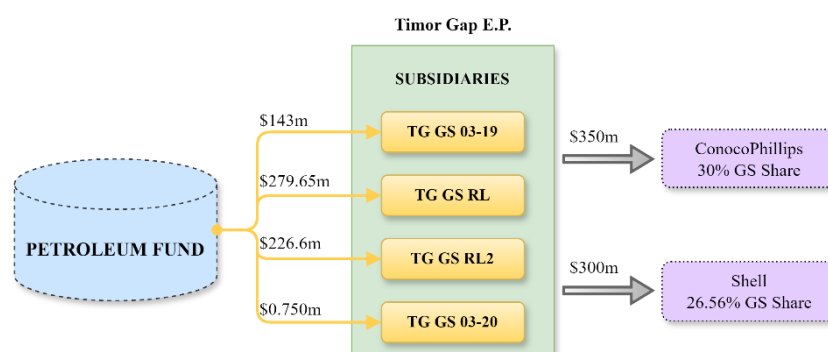 Timor Gap E.P.
SUBSIDIARIES
$143m
TG GS 03-19
$350m
ConocoPhillips
30% GS Share
$279.65m
TG GS RL
PETROLEUM FUND
$226.6m
TG GS RL2
$300m
Shell
26.56% GS Share
$0.750m
TG GS 03-20